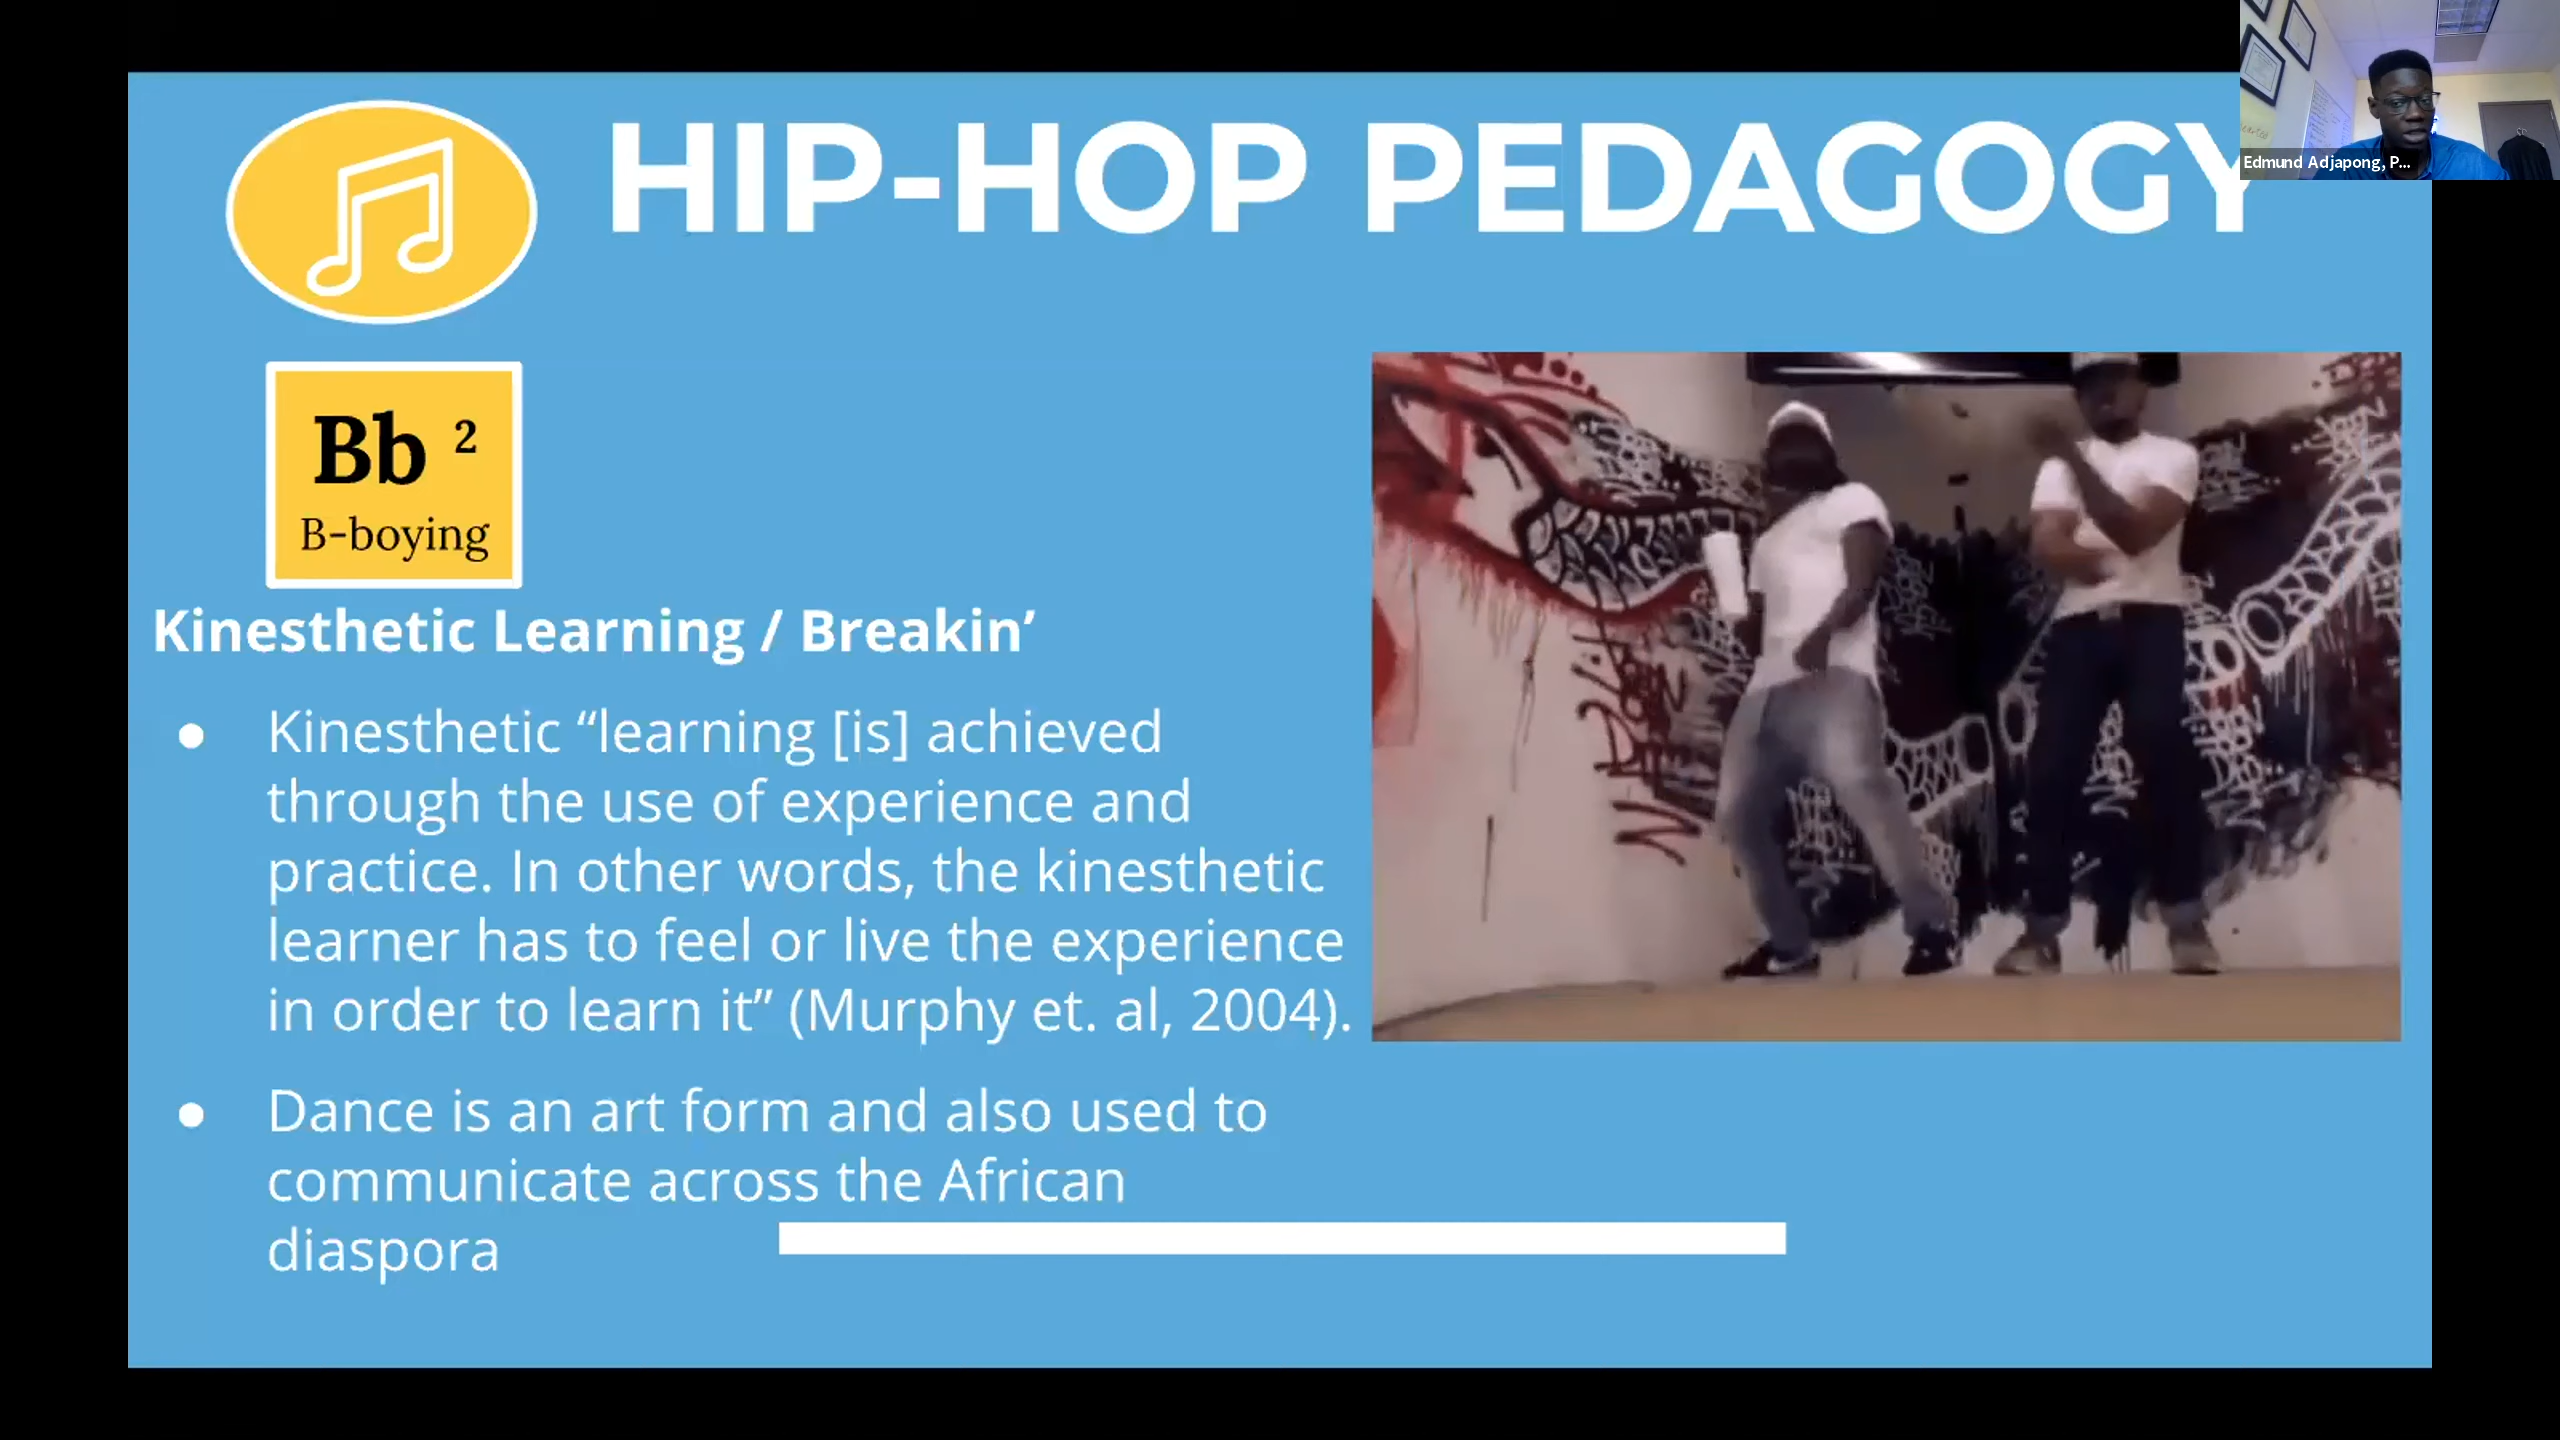 HIP-HOP PEDAGOGY
Edmund Adjapong, P...
Bb ²
B-boying
Kinesthetic Learning / Breakin’
● Kinesthetic “learning [is] achieved
through the use of experience and
practice. In other words, the kinesthetic
learner has to feel or live the experience
in order to learn it” (Murphy et. al, 2004).
● Dance is an art form and also used to
communicate across the African
diaspora